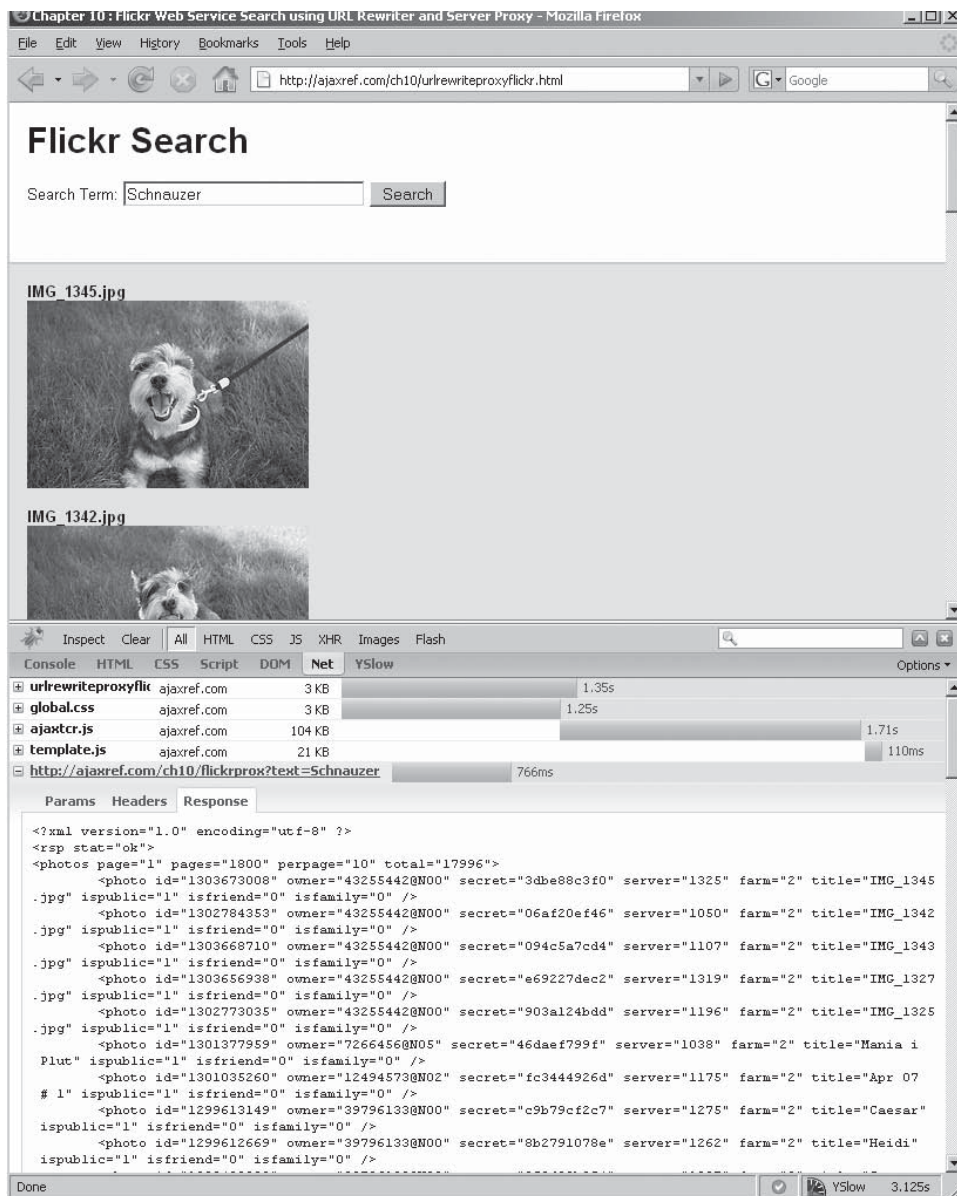 Chapter 10 : Flickr Web Service Search using URL Rewriter and Server Proxy - Mozilla Firefox
File Edit View History Bookmarks Tools Help
http://ajaxref.com/ch10/urlrewriteproxyflickr.html
G Google
Flickr Search
Search Term: Schnauzer Search
IMG_1345.jpg
IMG_1342.jpg
Inspect Clear All HTML CSS JS XHR Images Flash
Console HTML CSS Script DOM Net YSlow Options
urlrewriteproxyflic ajaxref.com 3 KB 1.35s
global.css ajaxref.com 3 KB 1.25s
ajaxtcr.js ajaxref.com 104 KB 1.71s
template.js ajaxref.com 21 KB 110ms
http://ajaxref.com/ch10/flickrprox?text=Schnauzer 766ms
Params Headers Response
<?xml version="1.0" encoding="utf-8" ?>
<rsp stat="ok">
<photos page="1" pages="1800" perpage="10" total="17996">
<photo id="1303673008" owner="43255442@N00" secret="3dbe88c3f0" server="1325" farm="2" title="IMG_1345
.jpg" ispublic="1" isfriend="0" isfamily="0" />
<photo id="1302784353" owner="43255442@N00" secret="06af20ef46" server="1050" farm="2" title="IMG_1342
.jpg" ispublic="1" isfriend="0" isfamily="0" />
<photo id="1303668710" owner="43255442@N00" secret="094c5a7cd4" server="1107" farm="2" title="IMG_1343
.jpg" ispublic="1" isfriend="0" isfamily="0" />
<photo id="1303656938" owner="43255442@N00" secret="e69227dec2" server="1319" farm="2" title="IMG_1327
.jpg" ispublic="1" isfriend="0" isfamily="0" />
<photo id="1302773035" owner="43255442@N00" secret="903a124bdd" server="1196" farm="2" title="IMG_1325
.jpg" ispublic="1" isfriend="0" isfamily="0" />
<photo id="1301377959" owner="7266456@N05" secret="46daef799f" server="1038" farm="2" title="Mania i
Plut" ispublic="1" isfriend="0" isfamily="0" />
<photo id="1301035260" owner="12494573@N02" secret="fc3444926d" server="1175" farm="2" title="Apr 07
# 1" ispublic="1" isfriend="0" isfamily="0" />
<photo id="1299613149" owner="39796133@N00" secret="c9b79cf2c7" server="1275" farm="2" title="Caesar"
ispublic="1" isfriend="0" isfamily="0" />
<photo id="1299612669" owner="39796133@N00" secret="8b2791078e" server="1262" farm="2" title="Heidi"
ispublic="1" isfriend="0" isfamily="0" />
Done YSlow 3.125s